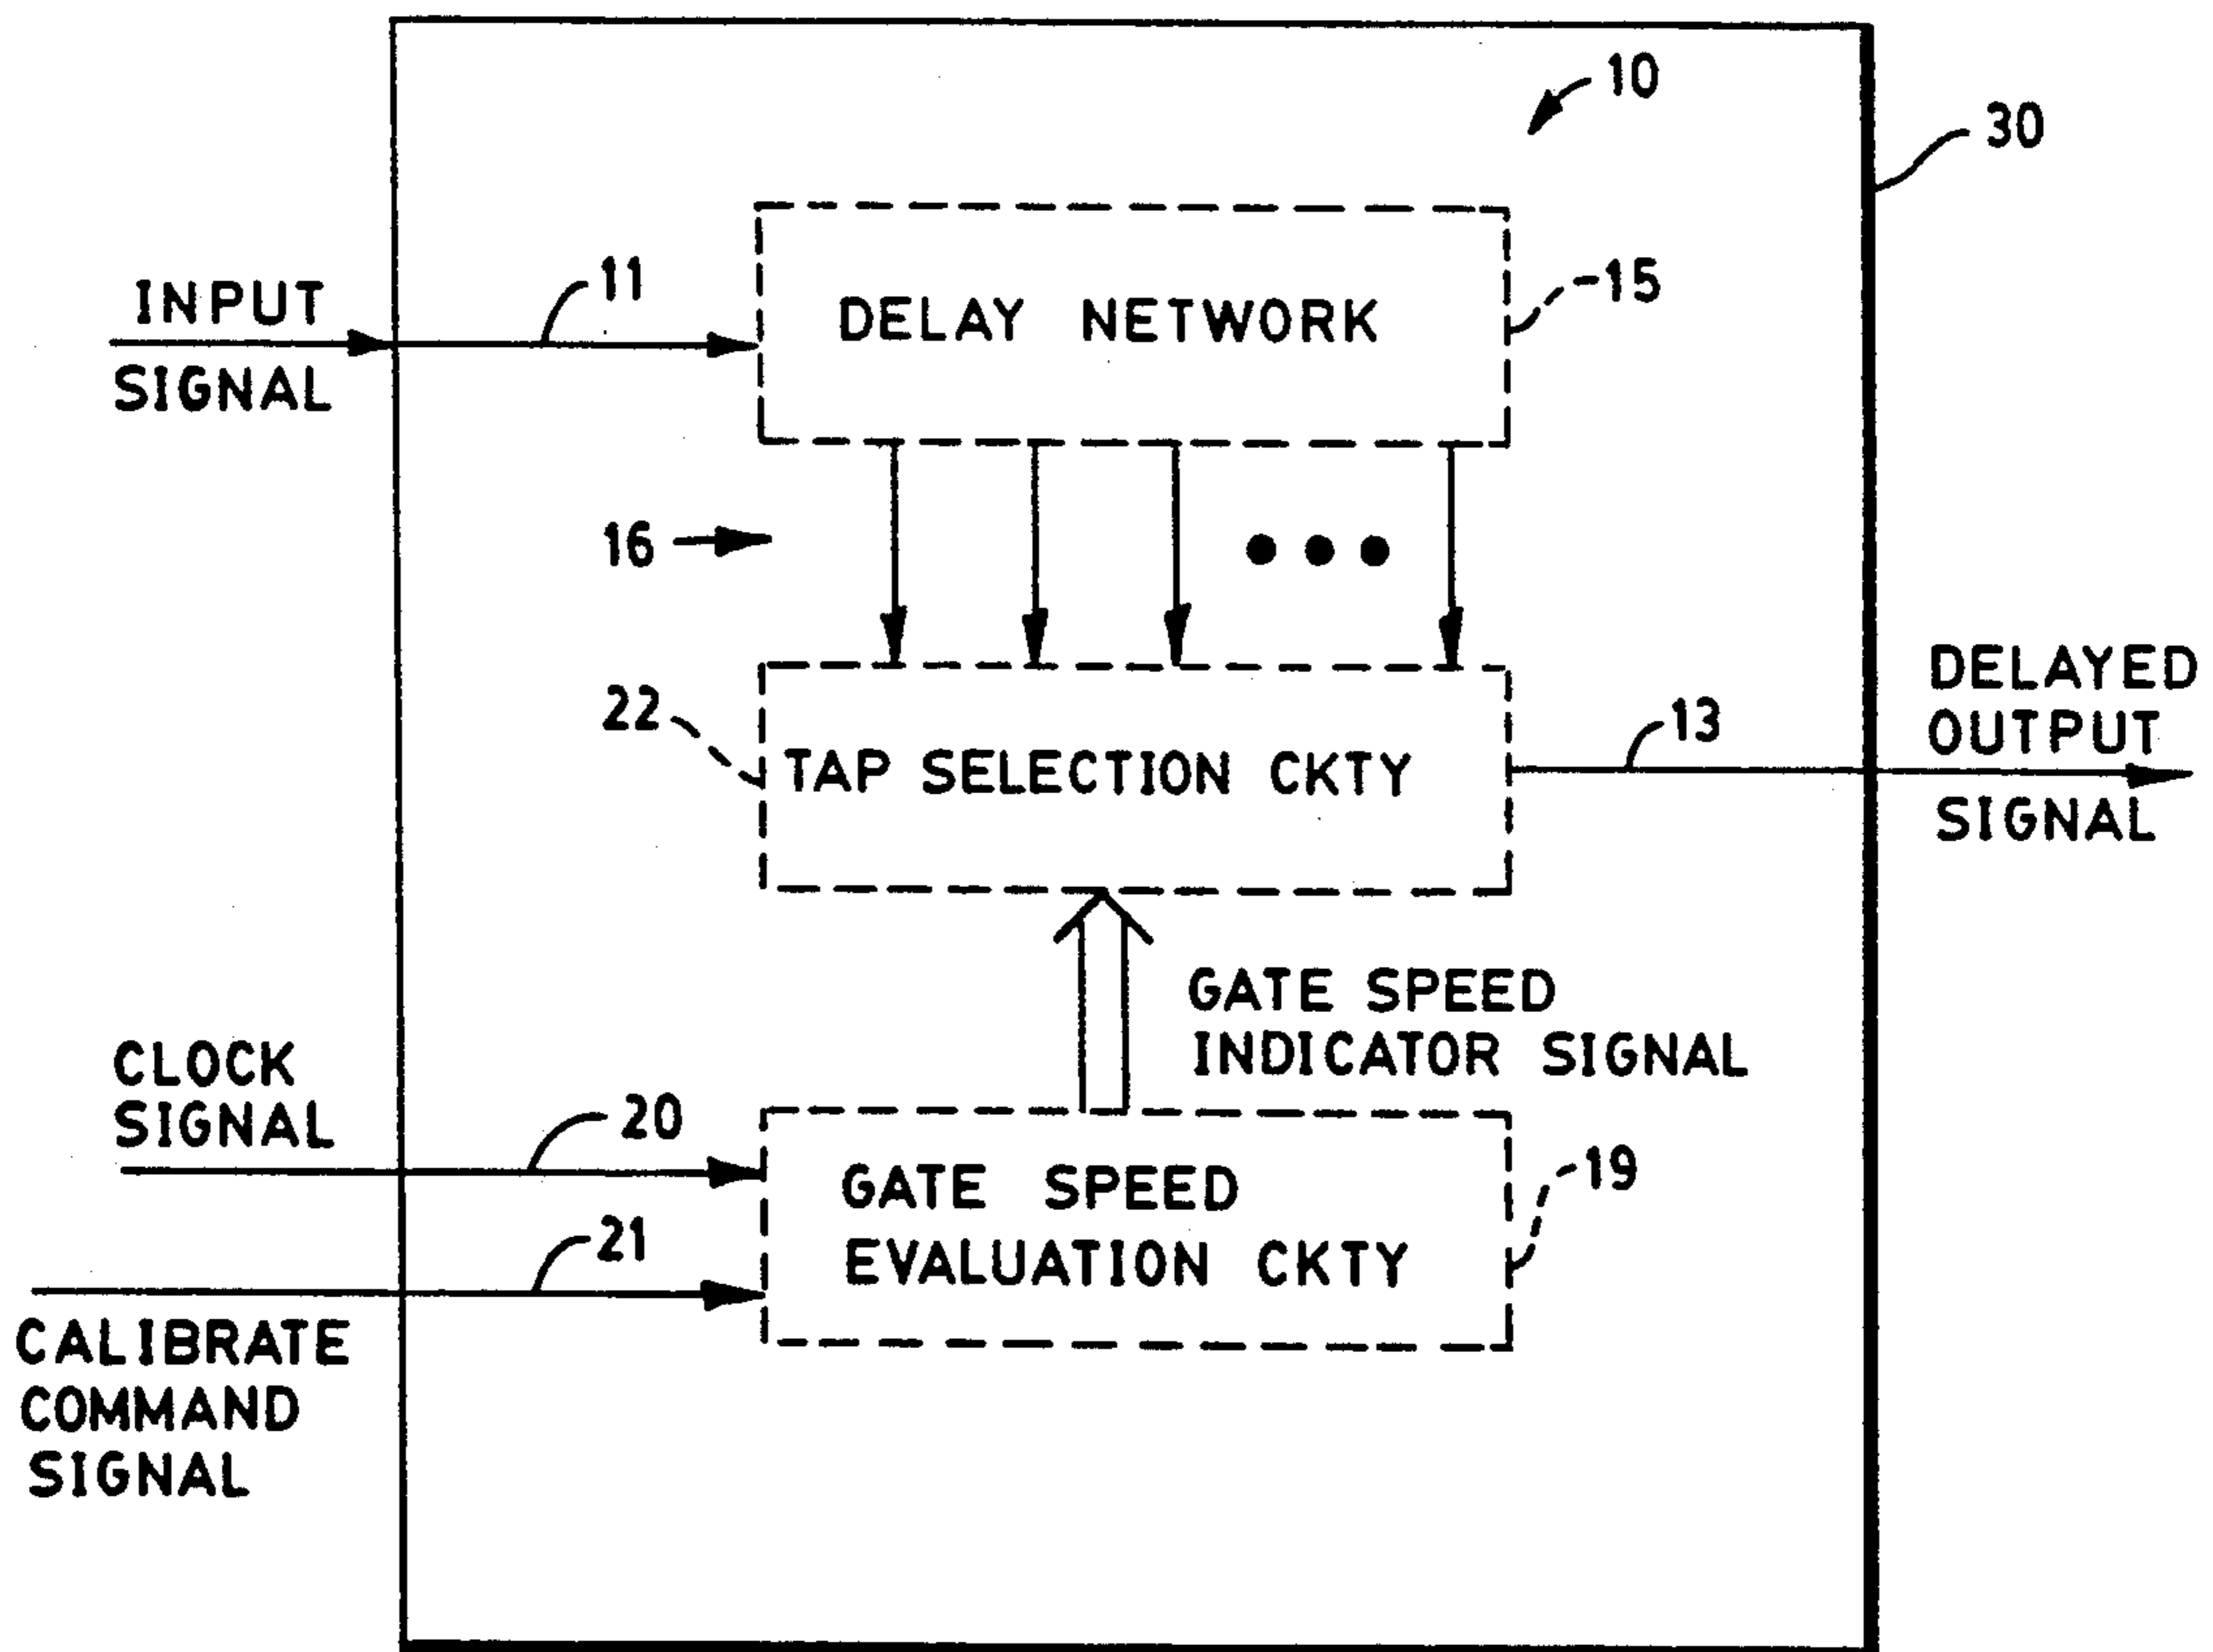 10
30
INPUT
SIGNAL
11
DELAY NETWORK
15
16
22
TAP SELECTION CKTY
13
DELAYED
OUTPUT
SIGNAL
GATE SPEED
INDICATOR SIGNAL
CLOCK
SIGNAL
20
GATE SPEED
EVALUATION CKTY
19
21
CALIBRATE
COMMAND
SIGNAL